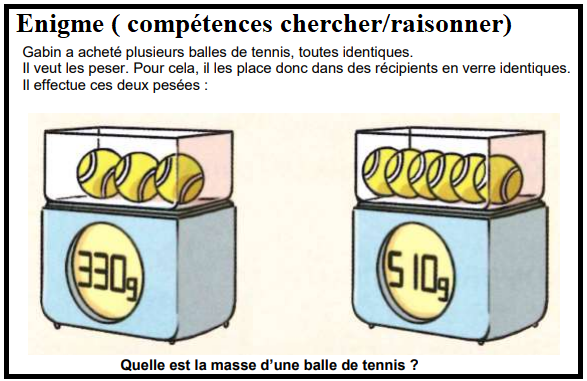 Enigme ( compétences chercher/raisonner)
Gabin a acheté plusieurs balles de tennis, toutes identiques.
Il veut les peser. Pour cela, il les place donc dans des récipients en verre identiques.
Il effectue ces deux pesées :
330g
510g
Quelle est la masse d'une balle de tennis ?